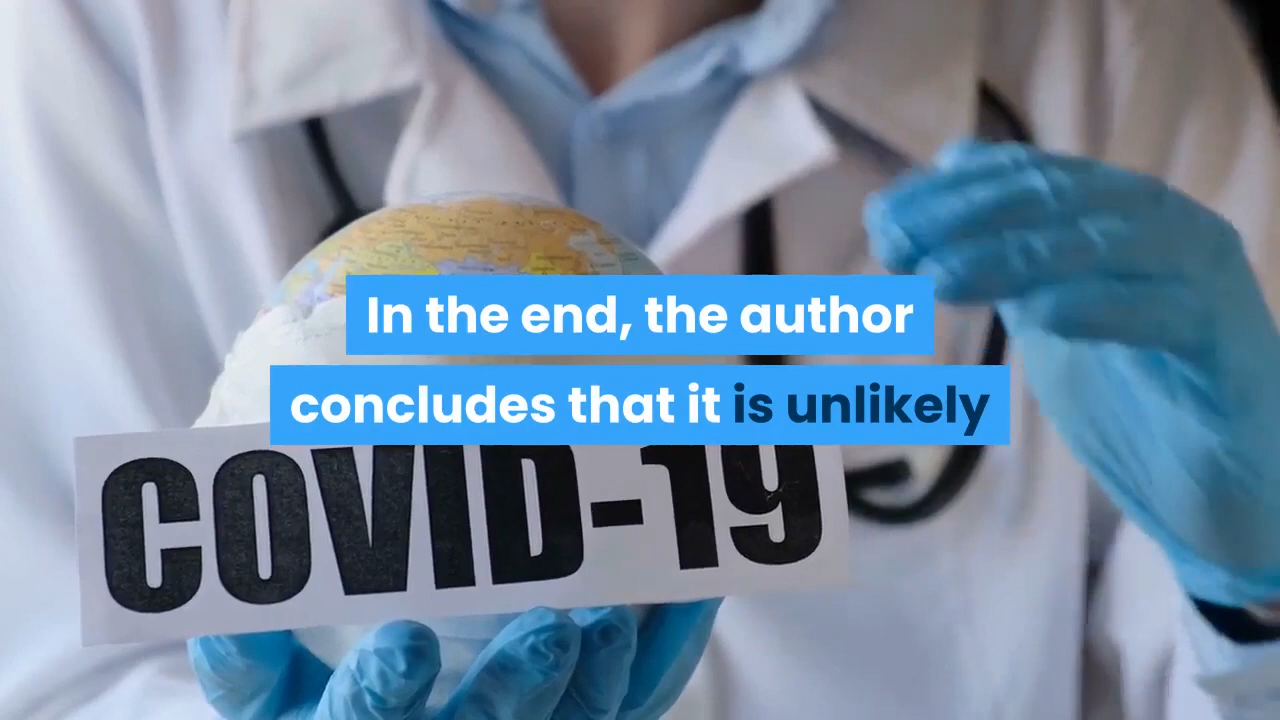 In the end, the author
concludes that it is unlikely
COVID-19